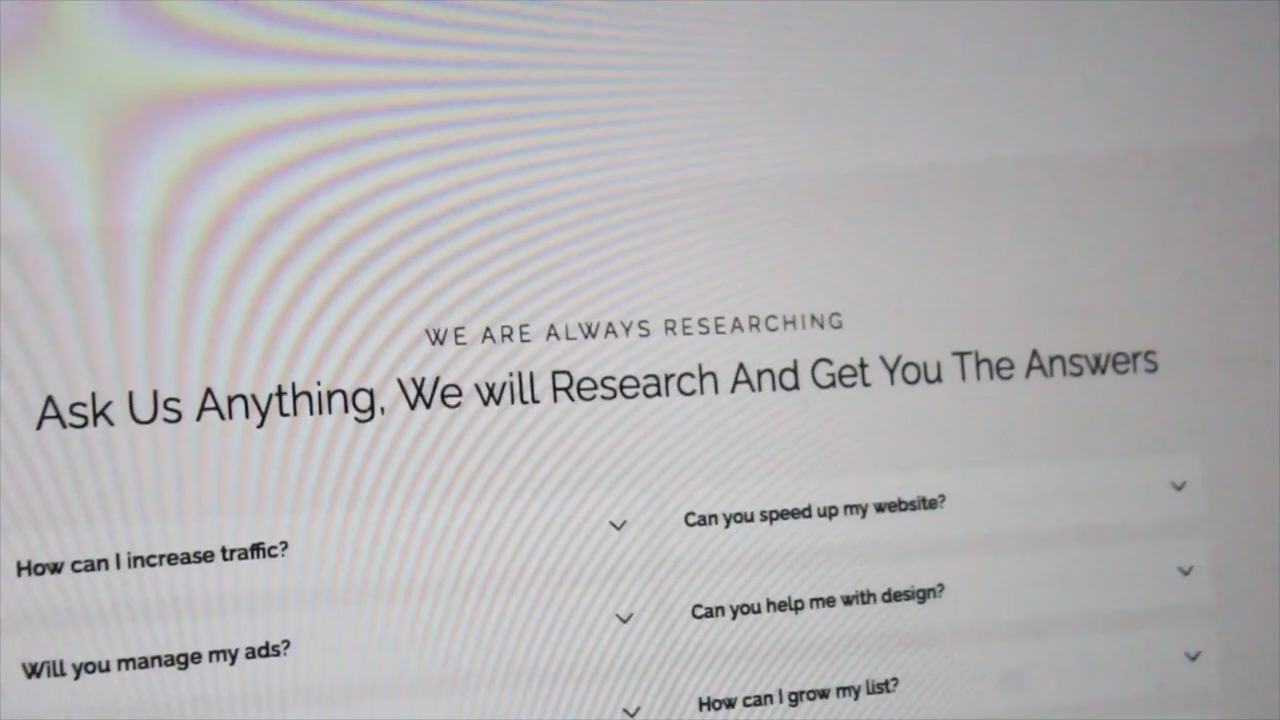 WE ARE ALWAYS RESEARCHING
Ask Us Anything, We will Research And Get You The Answers
How can I increase traffic?
Can you speed up my website?
Will you manage my ads?
Can you help me with design?
How can I grow my list?